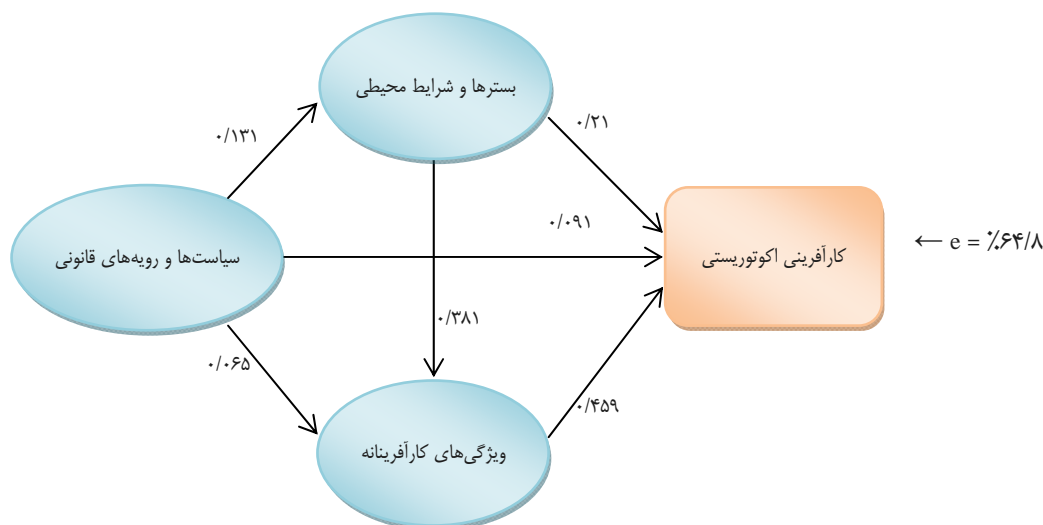 بسترها و شرایط محیطی
۰/۱۳۱
۰/۲۱
۰/۰۹۱
سیاست‌ها و رویه‌های قانونی
کارآفرینی اکوتوریستی
← e = %۶۴/۸
۰/۳۸۱
۰/۰۶۵
۰/۴۵۹
ویژگی‌های کارآفرینانه